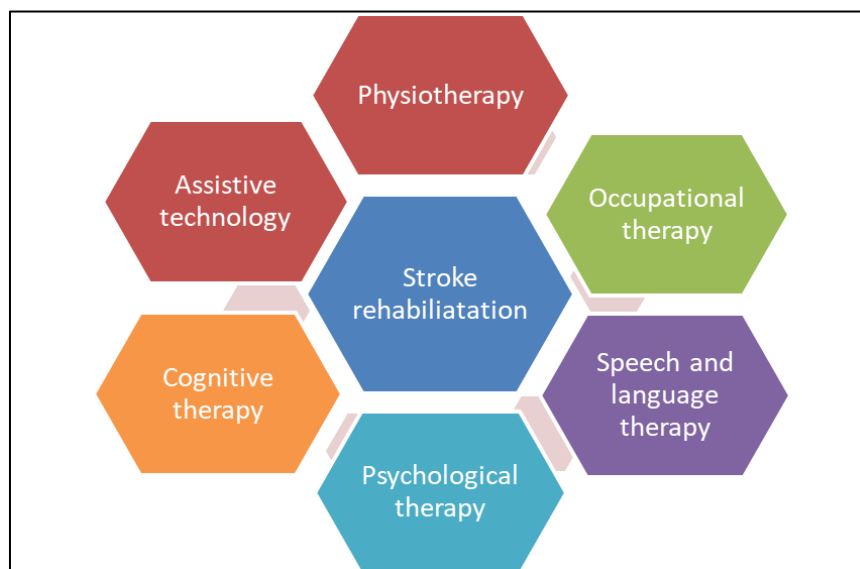 Physiotherapy
Assistive
technology
Occupational
therapy
Stroke
rehabiliatation
Cognitive
therapy
Speech and
language
therapy
Psychological
therapy